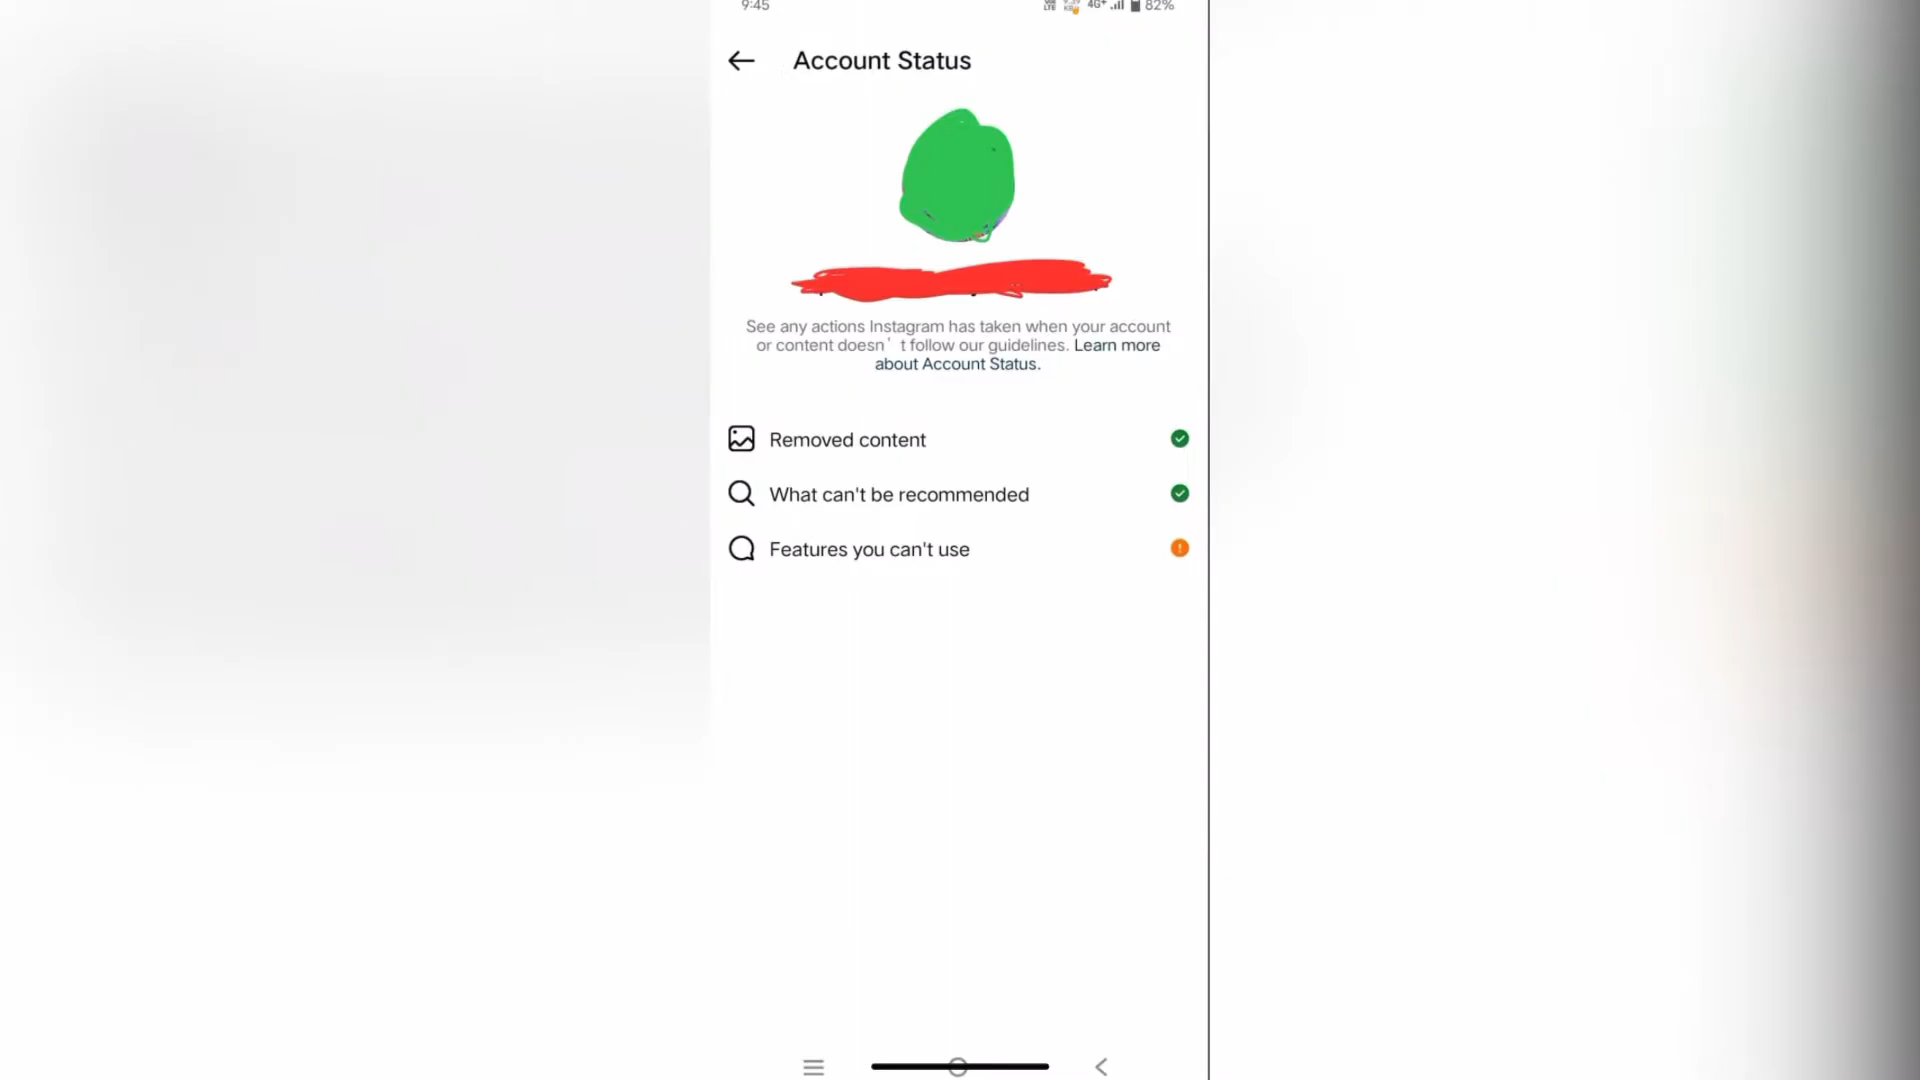 9:45
4G+ 82%
Account Status
See any actions Instagram has taken when your account
or content doesn't follow our guidelines. Learn more
about Account Status.
Removed content
What can't be recommended
Features you can't use